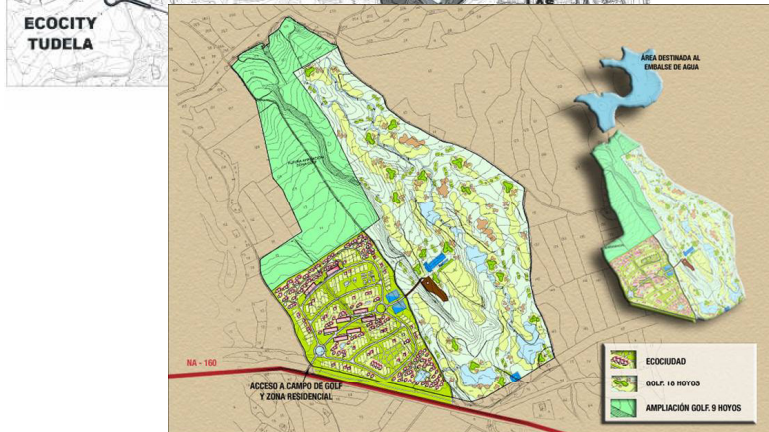 ECOCITY
TUDELA
ÁREA DESTINADA AL
EMBALSE DE AGUA
NA - 160
ACCESO A CAMPO DE GOLF
Y ZONA RESIDENCIAL
ECOCIUDAD
GOLF. 18 HOYOS
AMPLIACIÓN GOLF. 9 HOYOS